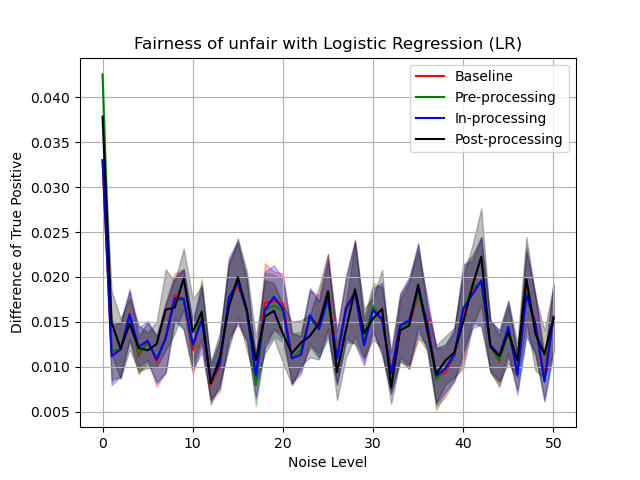 Fairness of unfair with Logistic Regression (LR)
Baseline
Pre-processing
In-processing
Post-processing
Difference of True Positive
0.040
0.035
0.030
0.025
0.020
0.015
0.010
0.005
0 10 20 30 40 50
Noise Level